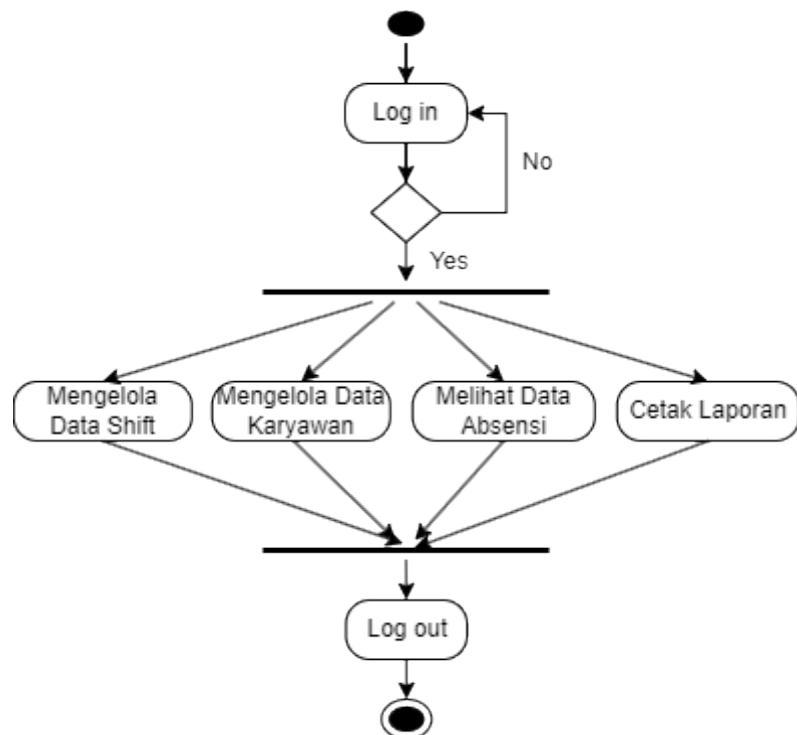 Log in
No
Yes
Mengelola
Data Shift
Mengelola Data
Karyawan
Melihat Data
Absensi
Cetak Laporan
Log out